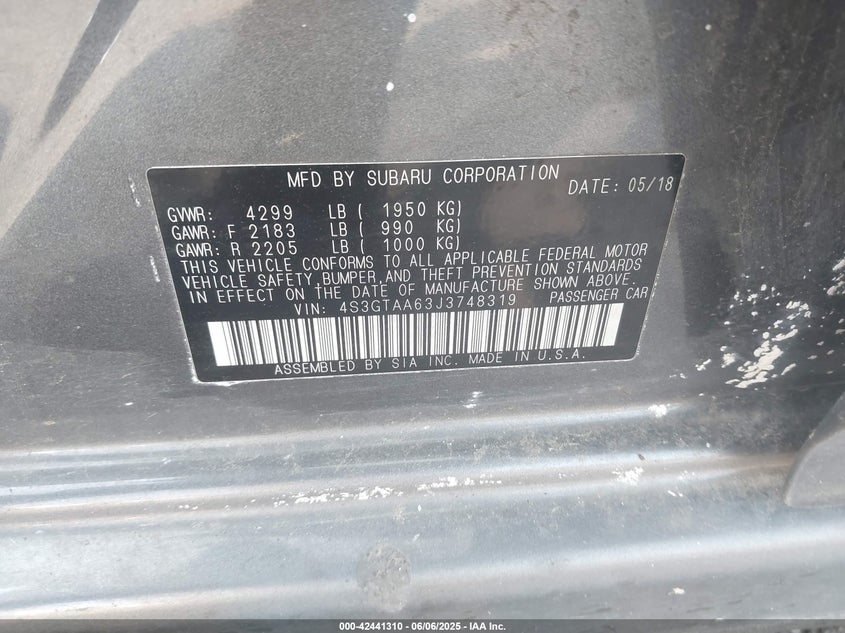 MFD BY SUBARU CORPORATION DATE: 05/18
GVWR: 4299 LB ( 1950 KG)
GAWR: F 2183 LB ( 990 KG)
GAWR: R 2205 LB ( 1000 KG)
THIS VEHICLE CONFORMS TO ALL APPLICABLE FEDERAL MOTOR
VEHICLE SAFETY,BUMPER,AND THEFT PREVENTION STANDARDS
IN EFFECT ON THE DATE OF MANUFACTURE SHOWN ABOVE.
VIN: 4S3GTAA63J3748319 PASSENGER CAR
ASSEMBLED BY SIA INC. MADE IN U.S.A.
000-42441310 - 06/06/2025 - IAA Inc.